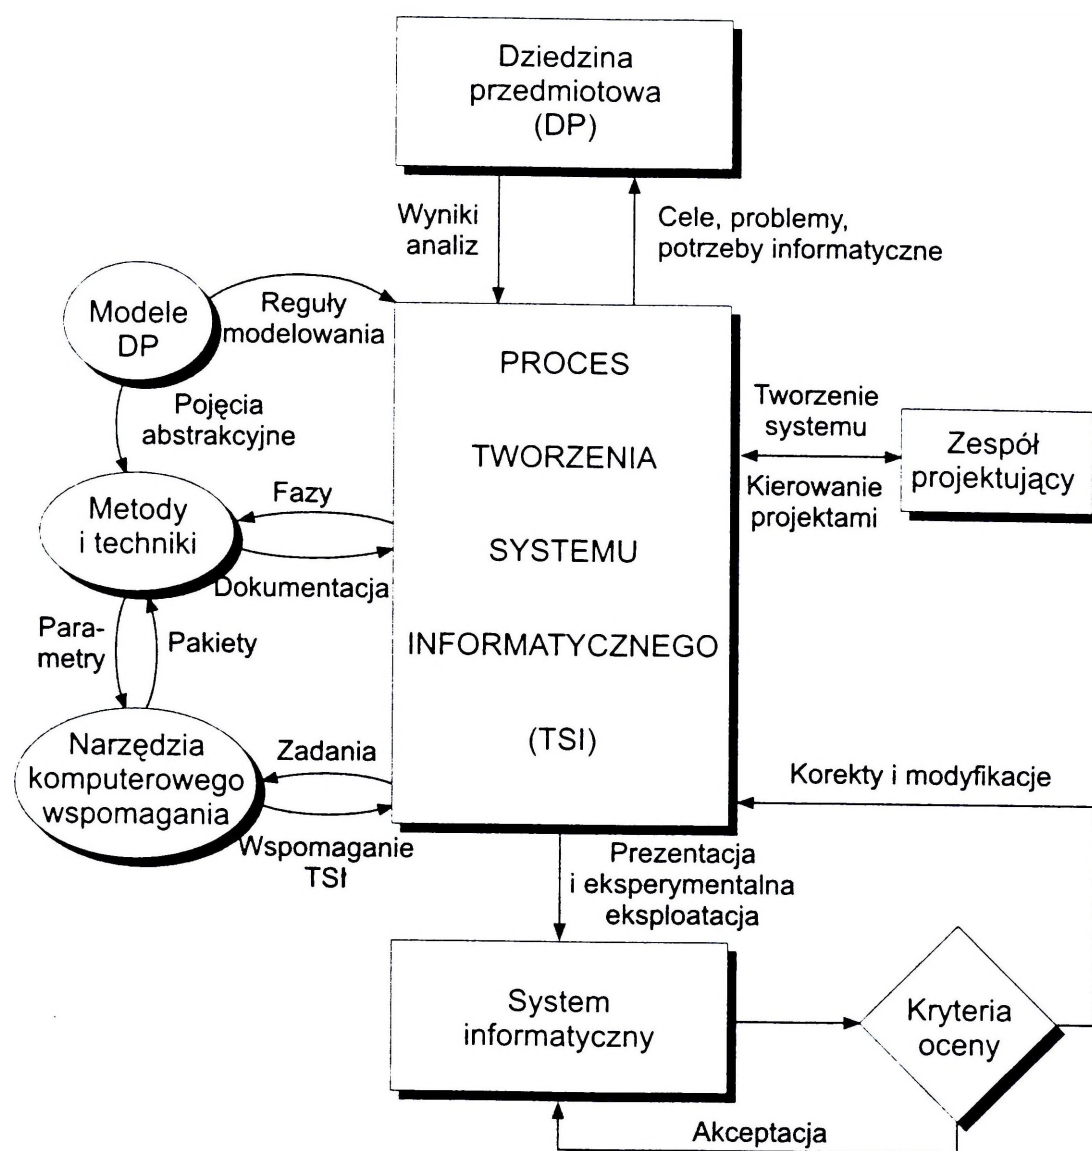 Dziedzina
przedmiotowa
(DP)
Wyniki
analiz
Cele, problemy,
potrzeby informatyczne
Modele
DP
Reguły
modelowania
Pojęcia
abstrakcyjne
PROCES
TWORZENIA
SYSTEMU
INFORMATYCZNEGO
(TSI)
Tworzenie
systemu
Kierowanie
projektami
Zespół
projektujący
Metody
i techniki
Fazy
Dokumentacja
Para-
metry
Pakiety
Narzędzia
komputerowego
wspomagania
Zadania
Wspomaganie
TSI
Korekty i modyfikacje
Prezentacja
i eksperymentalna
eksploatacja
System
informatyczny
Kryteria
oceny
Akceptacja